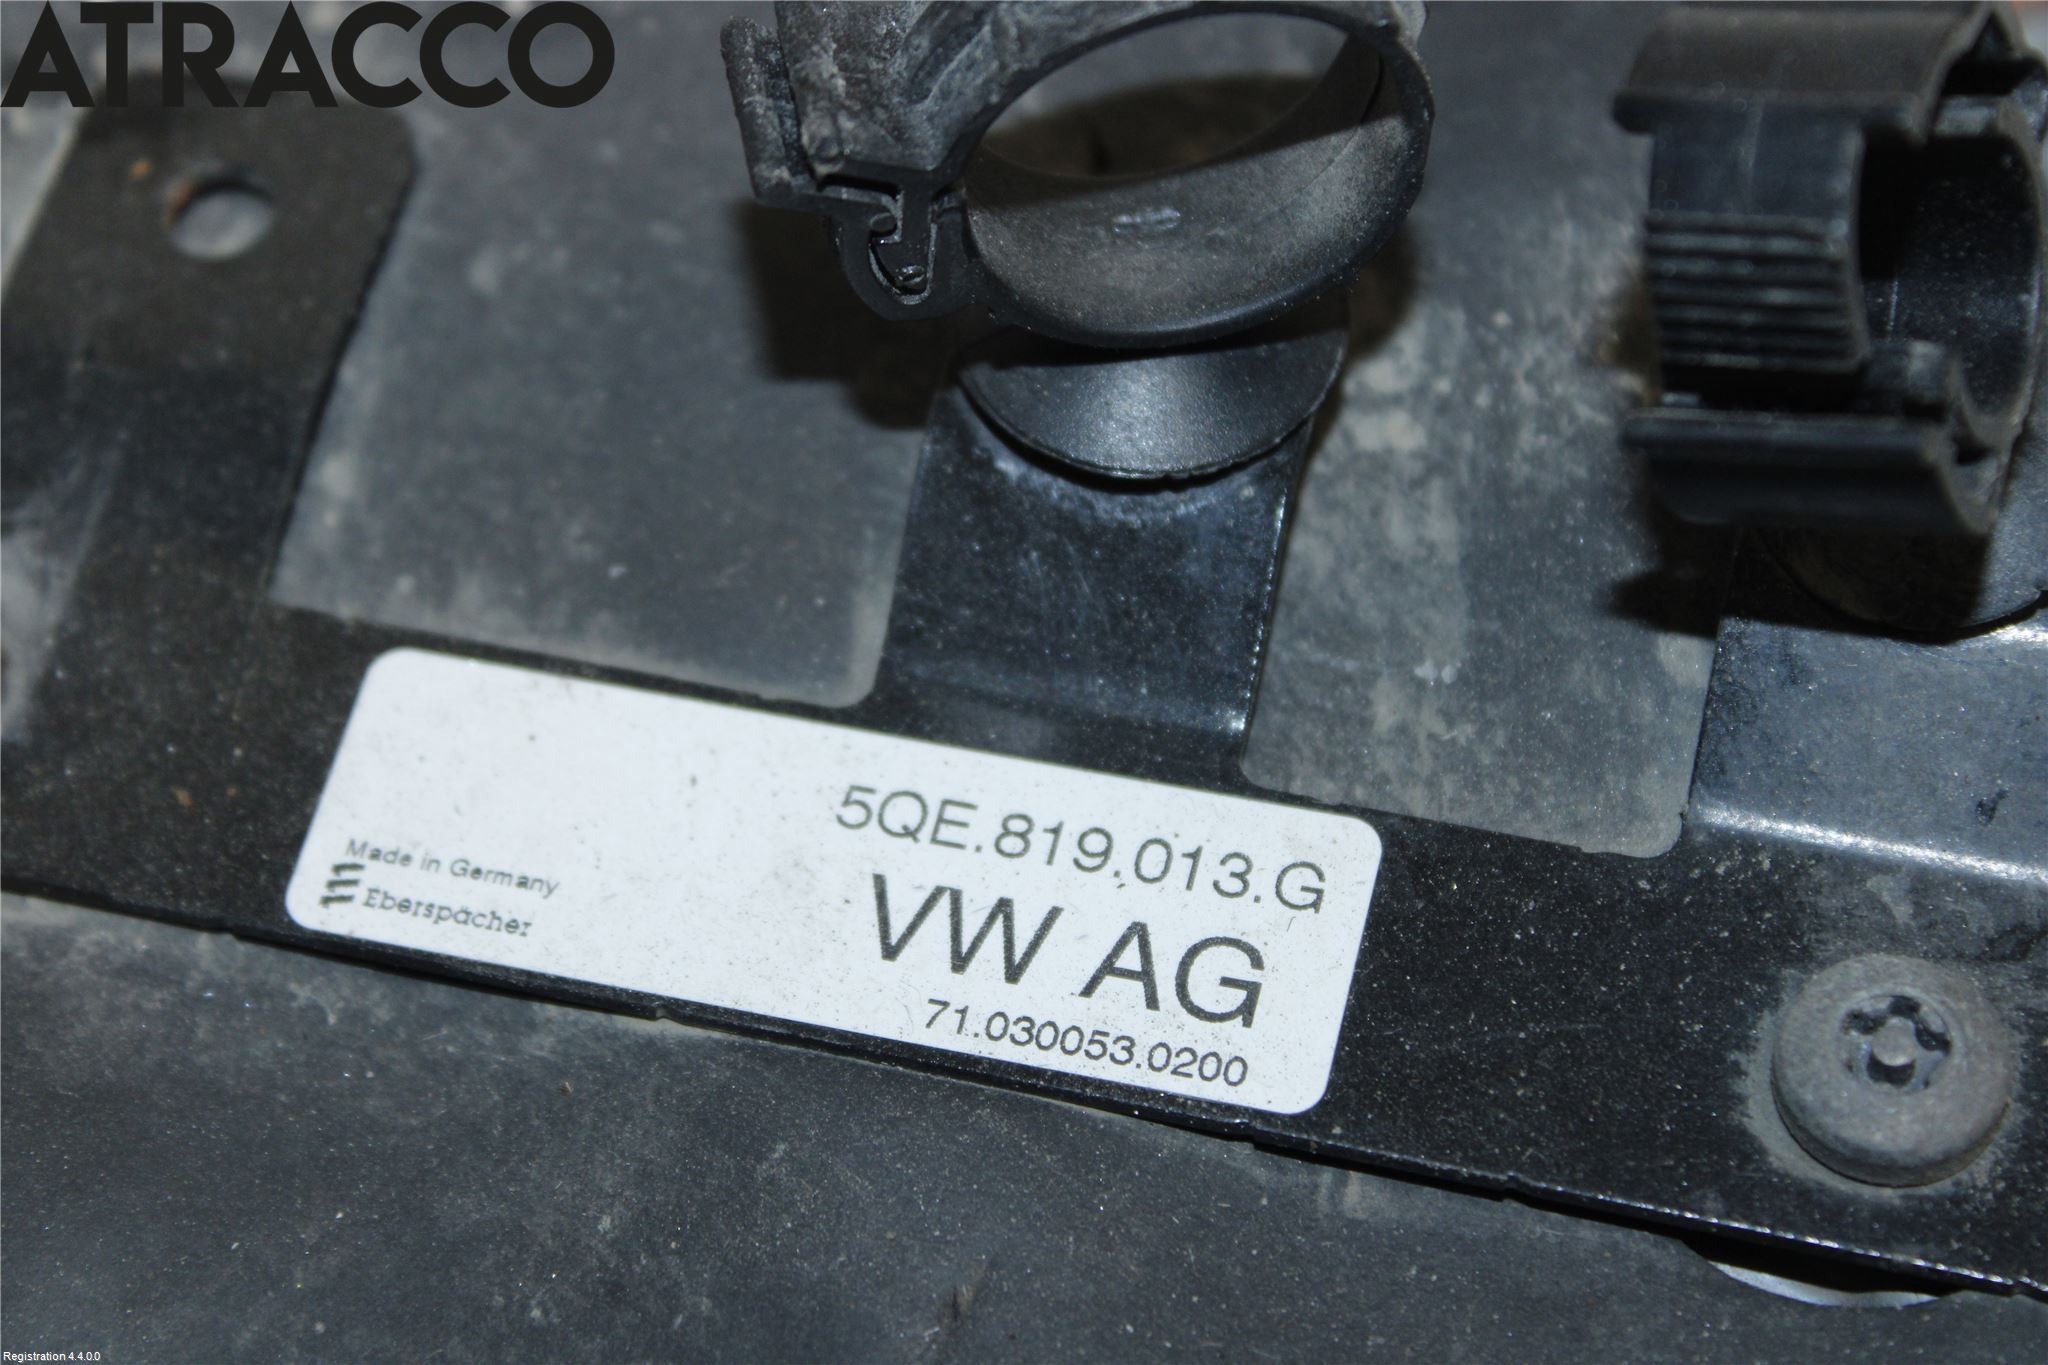 ATRACCO
5QE.819.013.G
Made in Germany
VW AG
Eberspächer
71.030053.0200
Registration 4.4.0.0